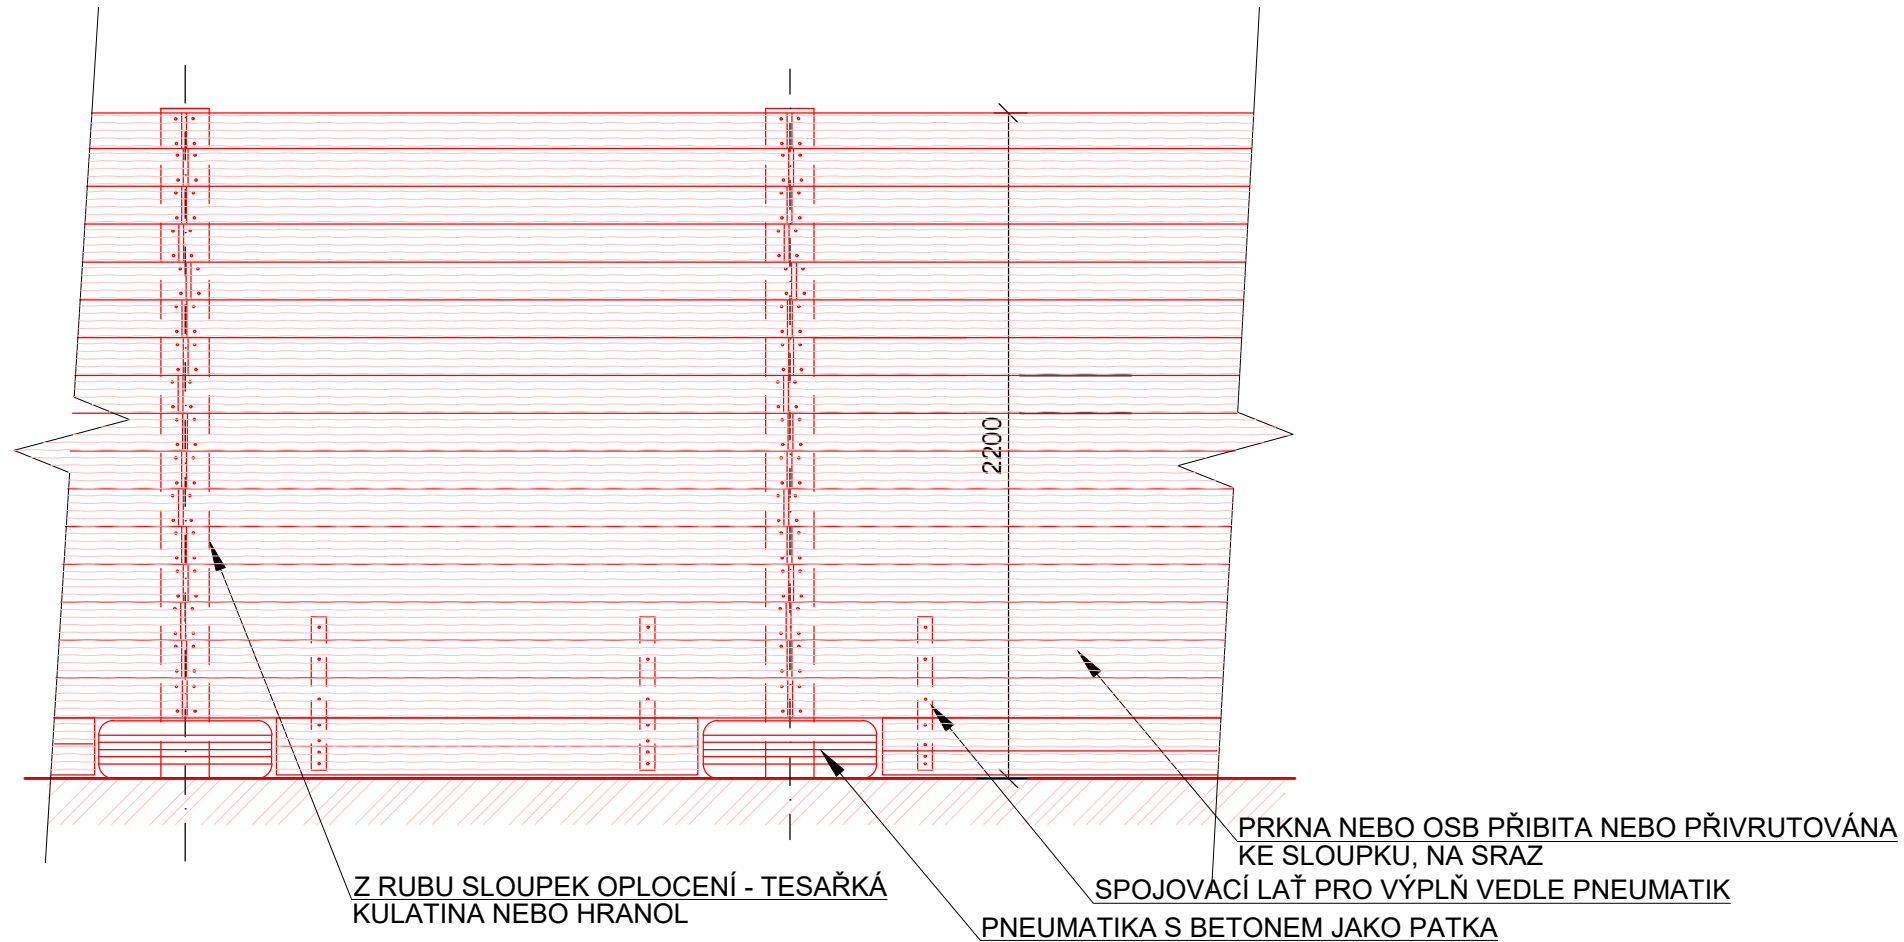 2200
PRKNA NEBO OSB PŘIBITA NEBO PŘIVRUTOVÁNA
KE SLOUPKU, NA SRAZ
Z RUBU SLOUPEK OPLOCENÍ - TESAŘKÁ
KULATINA NEBO HRANOL
SPOJOVACÍ LAŤ PRO VÝPLŇ VEDLE PNEUMATIK
PNEUMATIKA S BETONEM JAKO PATKA